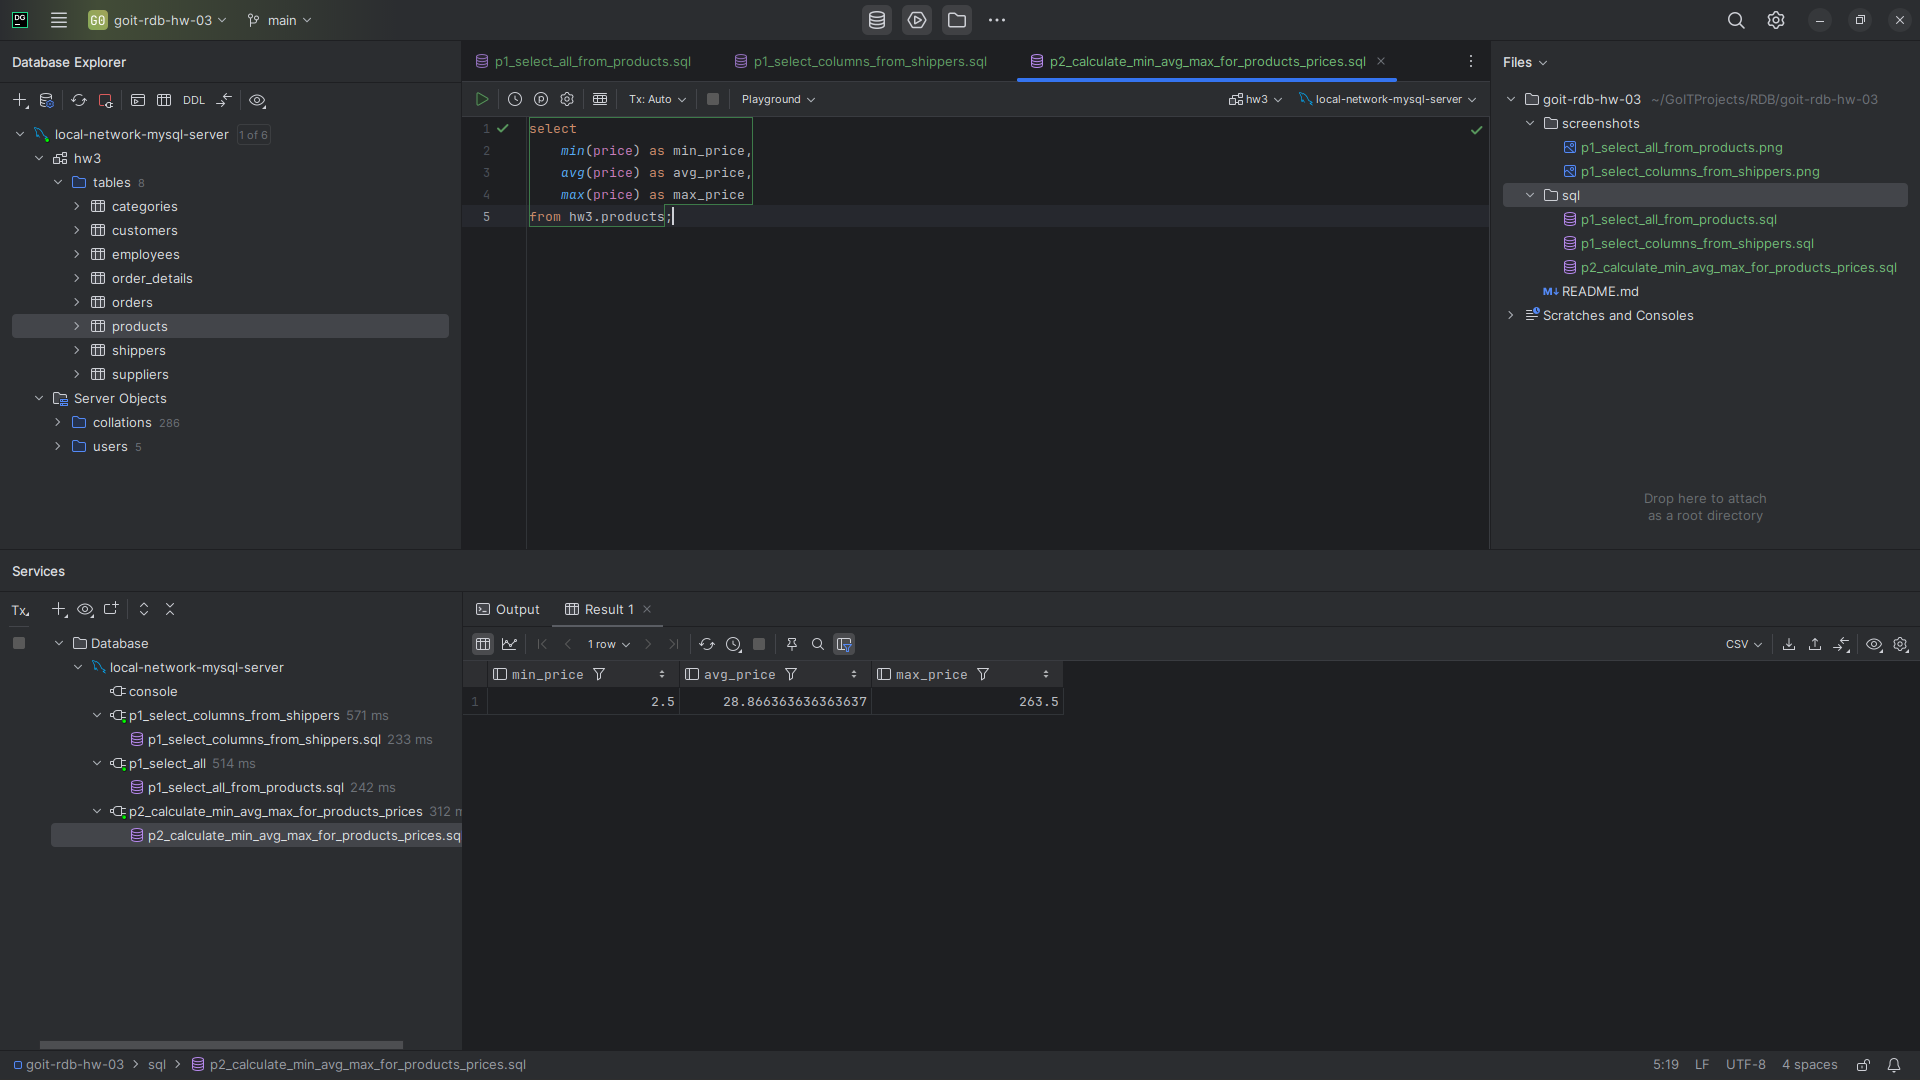 DG
GO goit-rdb-hw-03 main
Database Explorer
DDL
local-network-mysql-server 1 of 6
hw3
tables 8
categories
customers
employees
order_details
orders
products
shippers
suppliers
Server Objects
collations 286
users 5
p1_select_all_from_products.sql
p1_select_columns_from_shippers.sql
p2_calculate_min_avg_max_for_products_prices.sql
Tx: Auto Playground hw3 local-network-mysql-server
1 select
2 min(price) as min_price,
3 avg(price) as avg_price,
4 max(price) as max_price
5 from hw3.products;
Files
goit-rdb-hw-03 ~/GoITProjects/RDB/goit-rdb-hw-03
screenshots
p1_select_all_from_products.png
p1_select_columns_from_shippers.png
sql
p1_select_all_from_products.sql
p1_select_columns_from_shippers.sql
p2_calculate_min_avg_max_for_products_prices.sql
M↓ README.md
Scratches and Consoles
Drop here to attach
as a root directory
Services
Tx
Database
local-network-mysql-server
console
p1_select_columns_from_shippers 571 ms
p1_select_columns_from_shippers.sql 233 ms
p1_select_all 514 ms
p1_select_all_from_products.sql 242 ms
p2_calculate_min_avg_max_for_products_prices 312 m
p2_calculate_min_avg_max_for_products_prices.sq
Output Result 1
1 row CSV
min_price avg_price max_price
1 2.5 28.866363636363637 263.5
goit-rdb-hw-03 sql p2_calculate_min_avg_max_for_products_prices.sql
5:19 LF UTF-8 4 spaces